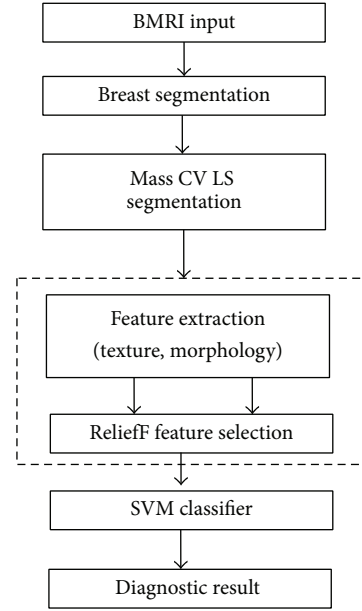 BMRI input
Breast segmentation
Mass CV LS
segmentation
Feature extraction
(texture, morphology)
ReliefF feature selection
SVM classifier
Diagnostic result